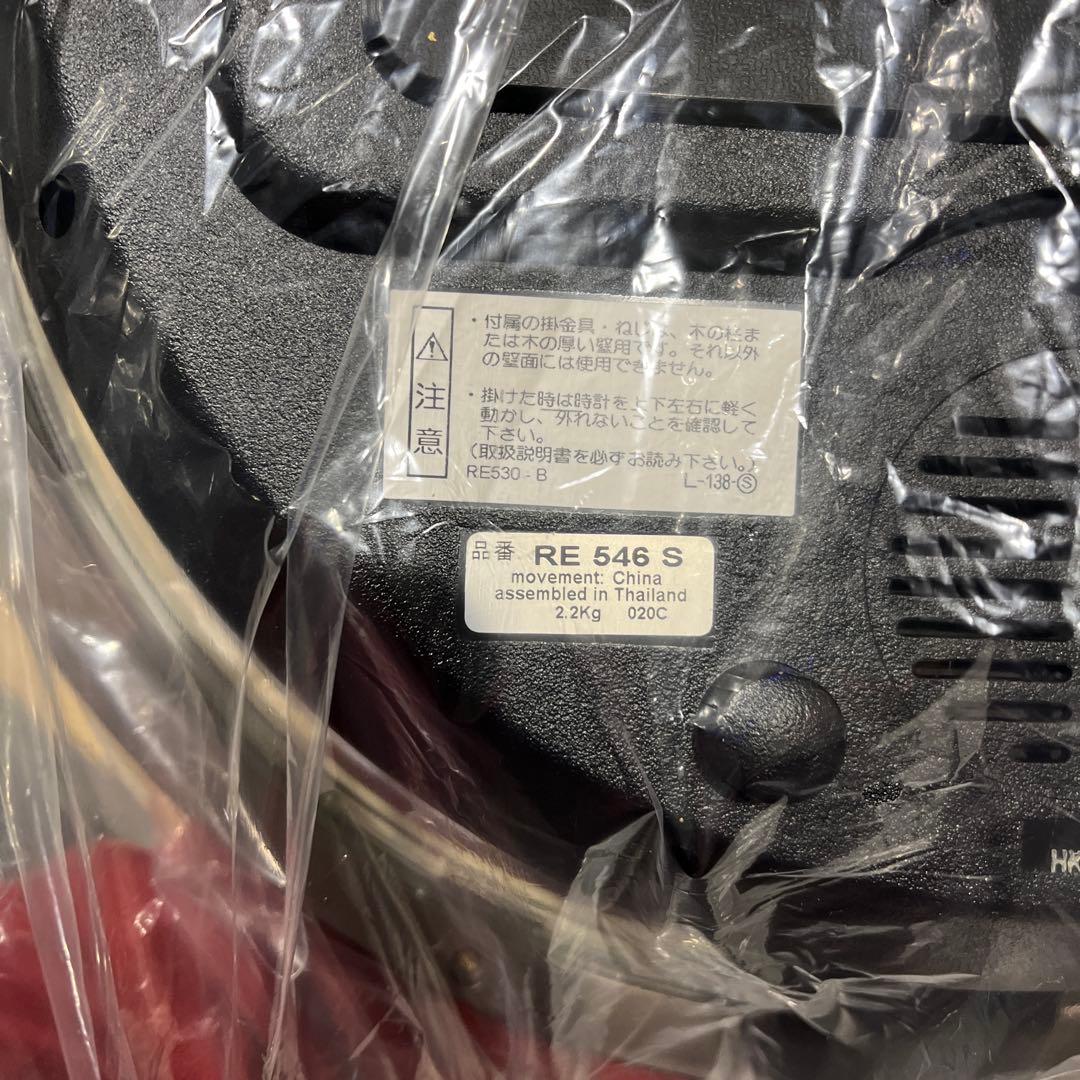 注意
・付属の掛金具・ねじは、木の柱ま
たは木の厚い壁用です。それ以外
の壁面には使用できません。
・掛けた時は時計を上下左右に軽く
動かし、外れないことを確認して
下さい。
(取扱説明書を必ずお読み下さい。)
RE530-B L-138-Ⓢ
品番 RE 546 S
movement: China
assembled in Thailand
2.2Kg 020C
HK